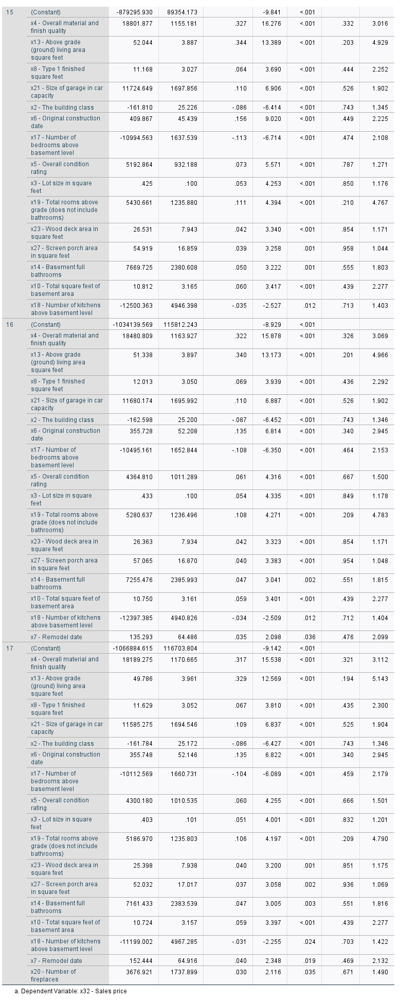 15 (Constant) -879295.930 89354.173 -9.841 <.001
x4 - Overall material and 18801.877 1155.181 .327 16.276 <.001 .332 3.016
finish quality
x13 - Above grade 52.044 3.887 .344 13.389 <.001 .203 4.929
(ground) living area
square feet
x8 - Type 1 finished 11.168 3.027 .064 3.690 <.001 .444 2.252
square feet
x21 - Size of garage in car 11724.649 1697.856 .110 6.906 <.001 .526 1.902
capacity
x2 - The building class -161.810 25.226 -.086 -6.414 <.001 .743 1.345
x6 - Original construction 409.867 45.439 .156 9.020 <.001 .449 2.225
date
x17 - Number of -10994.563 1637.539 -.113 -6.714 <.001 .474 2.108
bedrooms above
basement level
x5 - Overall condition 5192.864 932.188 .073 5.571 <.001 .787 1.271
rating
x3 - Lot size in square .425 .100 .053 4.253 <.001 .850 1.176
feet
x19 - Total rooms above 5430.661 1235.880 .111 4.394 <.001 .210 4.767
grade (does not include
bathrooms)
x23 - Wood deck area in 26.531 7.943 .042 3.340 <.001 .854 1.171
square feet
x27 - Screen porch area 54.919 16.859 .039 3.258 .001 .958 1.044
in square feet
x14 - Basement full 7669.725 2380.608 .050 3.222 .001 .555 1.803
bathrooms
x10 - Total square feet of 10.812 3.165 .060 3.417 <.001 .439 2.277
basement area
x18 - Number of kitchens -12500.363 4946.398 -.035 -2.527 .012 .713 1.403
above basement level
16 (Constant) -1034139.569 115812.243 -8.929 <.001
x4 - Overall material and 18480.809 1163.927 .322 15.878 <.001 .326 3.069
finish quality
x13 - Above grade 51.338 3.897 .340 13.173 <.001 .201 4.966
(ground) living area
square feet
x8 - Type 1 finished 12.013 3.050 .069 3.939 <.001 .436 2.292
square feet
x21 - Size of garage in car 11680.174 1695.992 .110 6.887 <.001 .526 1.902
capacity
x2 - The building class -162.598 25.200 -.087 -6.452 <.001 .743 1.346
x6 - Original construction 355.728 52.208 .135 6.814 <.001 .340 2.945
date
x17 - Number of -10495.161 1652.844 -.108 -6.350 <.001 .464 2.153
bedrooms above
basement level
x5 - Overall condition 4364.810 1011.289 .061 4.316 <.001 .667 1.500
rating
x3 - Lot size in square .433 .100 .054 4.335 <.001 .849 1.178
feet
x19 - Total rooms above 5280.637 1236.496 .108 4.271 <.001 .209 4.783
grade (does not include
bathrooms)
x23 - Wood deck area in 26.363 7.934 .042 3.323 <.001 .854 1.171
square feet
x27 - Screen porch area 57.065 16.870 .040 3.383 <.001 .954 1.048
in square feet
x14 - Basement full 7255.476 2385.993 .047 3.041 .002 .551 1.815
bathrooms
x10 - Total square feet of 10.750 3.161 .059 3.401 <.001 .439 2.277
basement area
x18 - Number of kitchens -12397.385 4940.826 -.034 -2.509 .012 .712 1.404
above basement level
x7 - Remodel date 135.293 64.486 .035 2.098 .036 .476 2.099
17 (Constant) -1066884.615 116703.804 -9.142 <.001
x4 - Overall material and 18189.275 1170.665 .317 15.538 <.001 .321 3.112
finish quality
x13 - Above grade 49.786 3.961 .329 12.569 <.001 .194 5.143
(ground) living area
square feet
x8 - Type 1 finished 11.629 3.052 .067 3.810 <.001 .435 2.300
square feet
x21 - Size of garage in car 11585.275 1694.546 .109 6.837 <.001 .525 1.904
capacity
x2 - The building class -161.784 25.172 -.086 -6.427 <.001 .743 1.346
x6 - Original construction 355.748 52.146 .135 6.822 <.001 .340 2.945
date
x17 - Number of -10112.569 1660.731 -.104 -6.089 <.001 .459 2.179
bedrooms above
basement level
x5 - Overall condition 4300.180 1010.535 .060 4.255 <.001 .666 1.501
rating
x3 - Lot size in square .403 .101 .051 4.001 <.001 .832 1.201
feet
x19 - Total rooms above 5186.970 1235.803 .106 4.197 <.001 .209 4.790
grade (does not include
bathrooms)
x23 - Wood deck area in 25.398 7.938 .040 3.200 .001 .851 1.175
square feet
x27 - Screen porch area 52.032 17.017 .037 3.058 .002 .936 1.069
in square feet
x14 - Basement full 7161.433 2383.539 .047 3.005 .003 .551 1.816
bathrooms
x10 - Total square feet of 10.724 3.157 .059 3.397 <.001 .439 2.277
basement area
x18 - Number of kitchens -11199.002 4967.285 -.031 -2.255 .024 .703 1.422
above basement level
x7 - Remodel date 152.444 64.916 .040 2.348 .019 .469 2.132
x20 - Number of 3676.921 1737.899 .030 2.116 .035 .671 1.490
fireplaces
a. Dependent Variable: x32 - Sales price